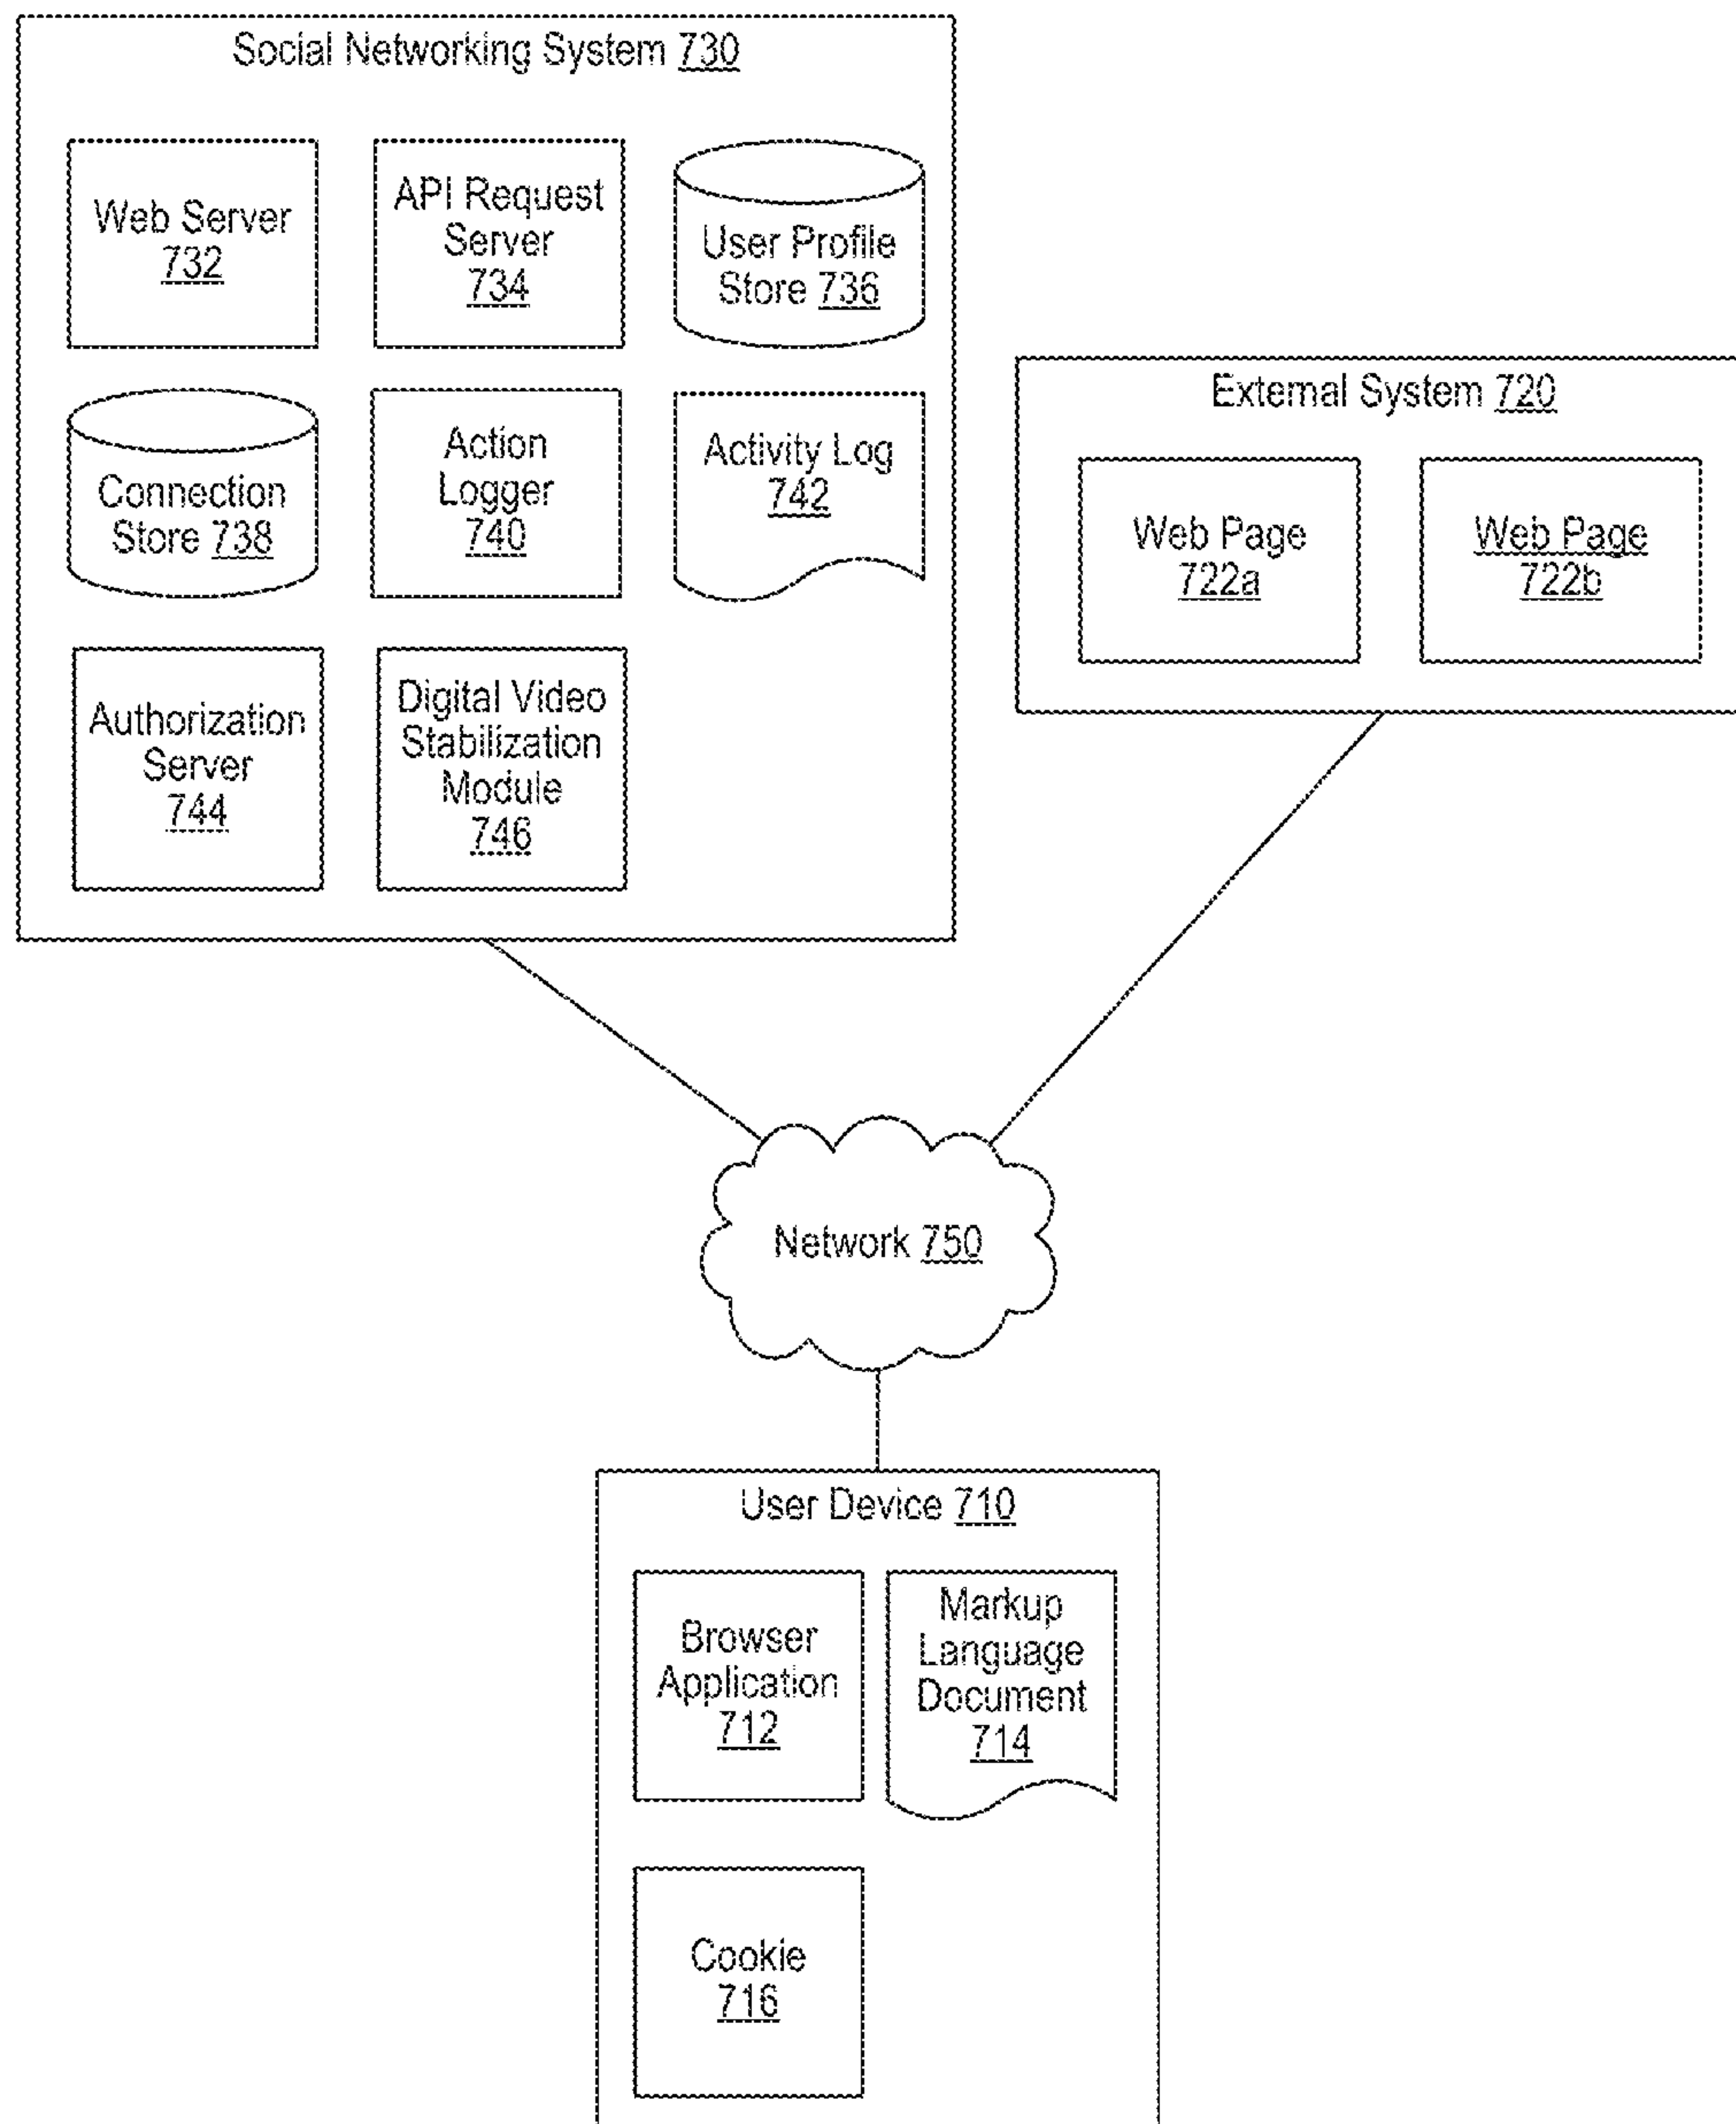 Social Networking System 730
Web Server
732
API Request
Server
734
User Profile
Store 736
Connection
Store 738
Action
Logger
740
Activity Log
742
Authorization
Server
744
Digital Video
Stabilization
Module
746
External System 720
Web Page
722a
Web Page
722b
Network 750
User Device 710
Browser
Application
712
Markup
Language
Document
714
Cookie
716